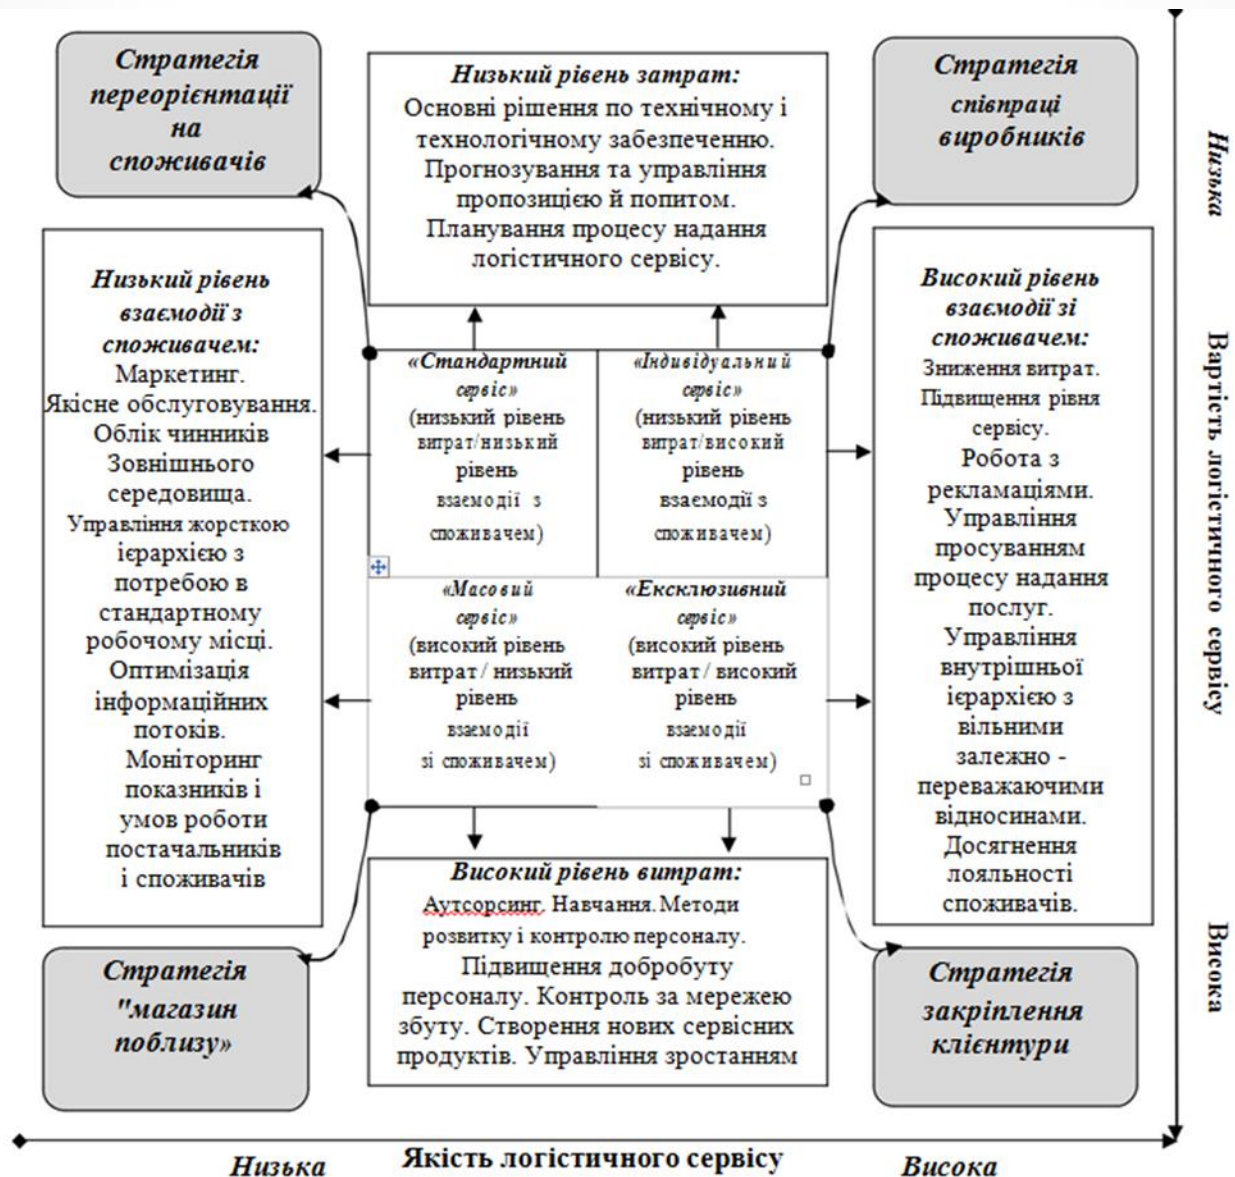 Стратегія
переорієнтації
на
споживачів
Низький рівень затрат:
Основні рішення по технічному і
технологічному забезпеченню.
Прогнозування та управління
пропозицією й попитом.
Планування процесу надання
логістичного сервісу.
Стратегія
співпраці
виробників
Низький рівень
взаємодії з
споживачем:
Маркетинг.
Якісне обслуговування.
Облік чинників
Зовнішнього
середовища.
Управління жорсткою
ієрархією з
потребою в
стандартному
робочому місці.
Оптимізація
інформаційних
потоків.
Моніторинг
показників і
умов роботи
постачальників
і споживачів
«Стандартний
сервіс»
(низький рівень
витрат/низький
рівень
взаємодії з
споживачем)
«Індивідуальний
сервіс»
(низький рівень
витрат/високий
рівень
взаємодії з
споживачем)
«Масовий
сервіс»
(високий рівень
витрат/ низький
рівень
взаємодії
зі споживачем)
«Ексклюзивний
сервіс»
(високий рівень
витрат/ високий
рівень
взаємодії
зі споживачем)
Високий рівень
взаємодії зі
споживачем:
Зниження витрат.
Підвищення рівня
сервісу.
Робота з
рекламаціями.
Управління
просуванням
процесу надання
послуг.
Управління
внутрішньої
ієрархією з
вільними
залежно -
переважаючими
відносинами.
Досягнення
лояльності
споживачів.
Стратегія
"магазин
поблизу»
Високий рівень витрат:
Аутсорсинг. Навчання. Методи
розвитку і контролю персоналу.
Підвищення добробуту
персоналу. Контроль за мережею
збуту. Створення нових сервісних
продуктів. Управління зростанням
Стратегія
закріплення
клієнтури
Низька
Вартість логістичного сервісу
Висока
Низька
Якість логістичного сервісу
Висока